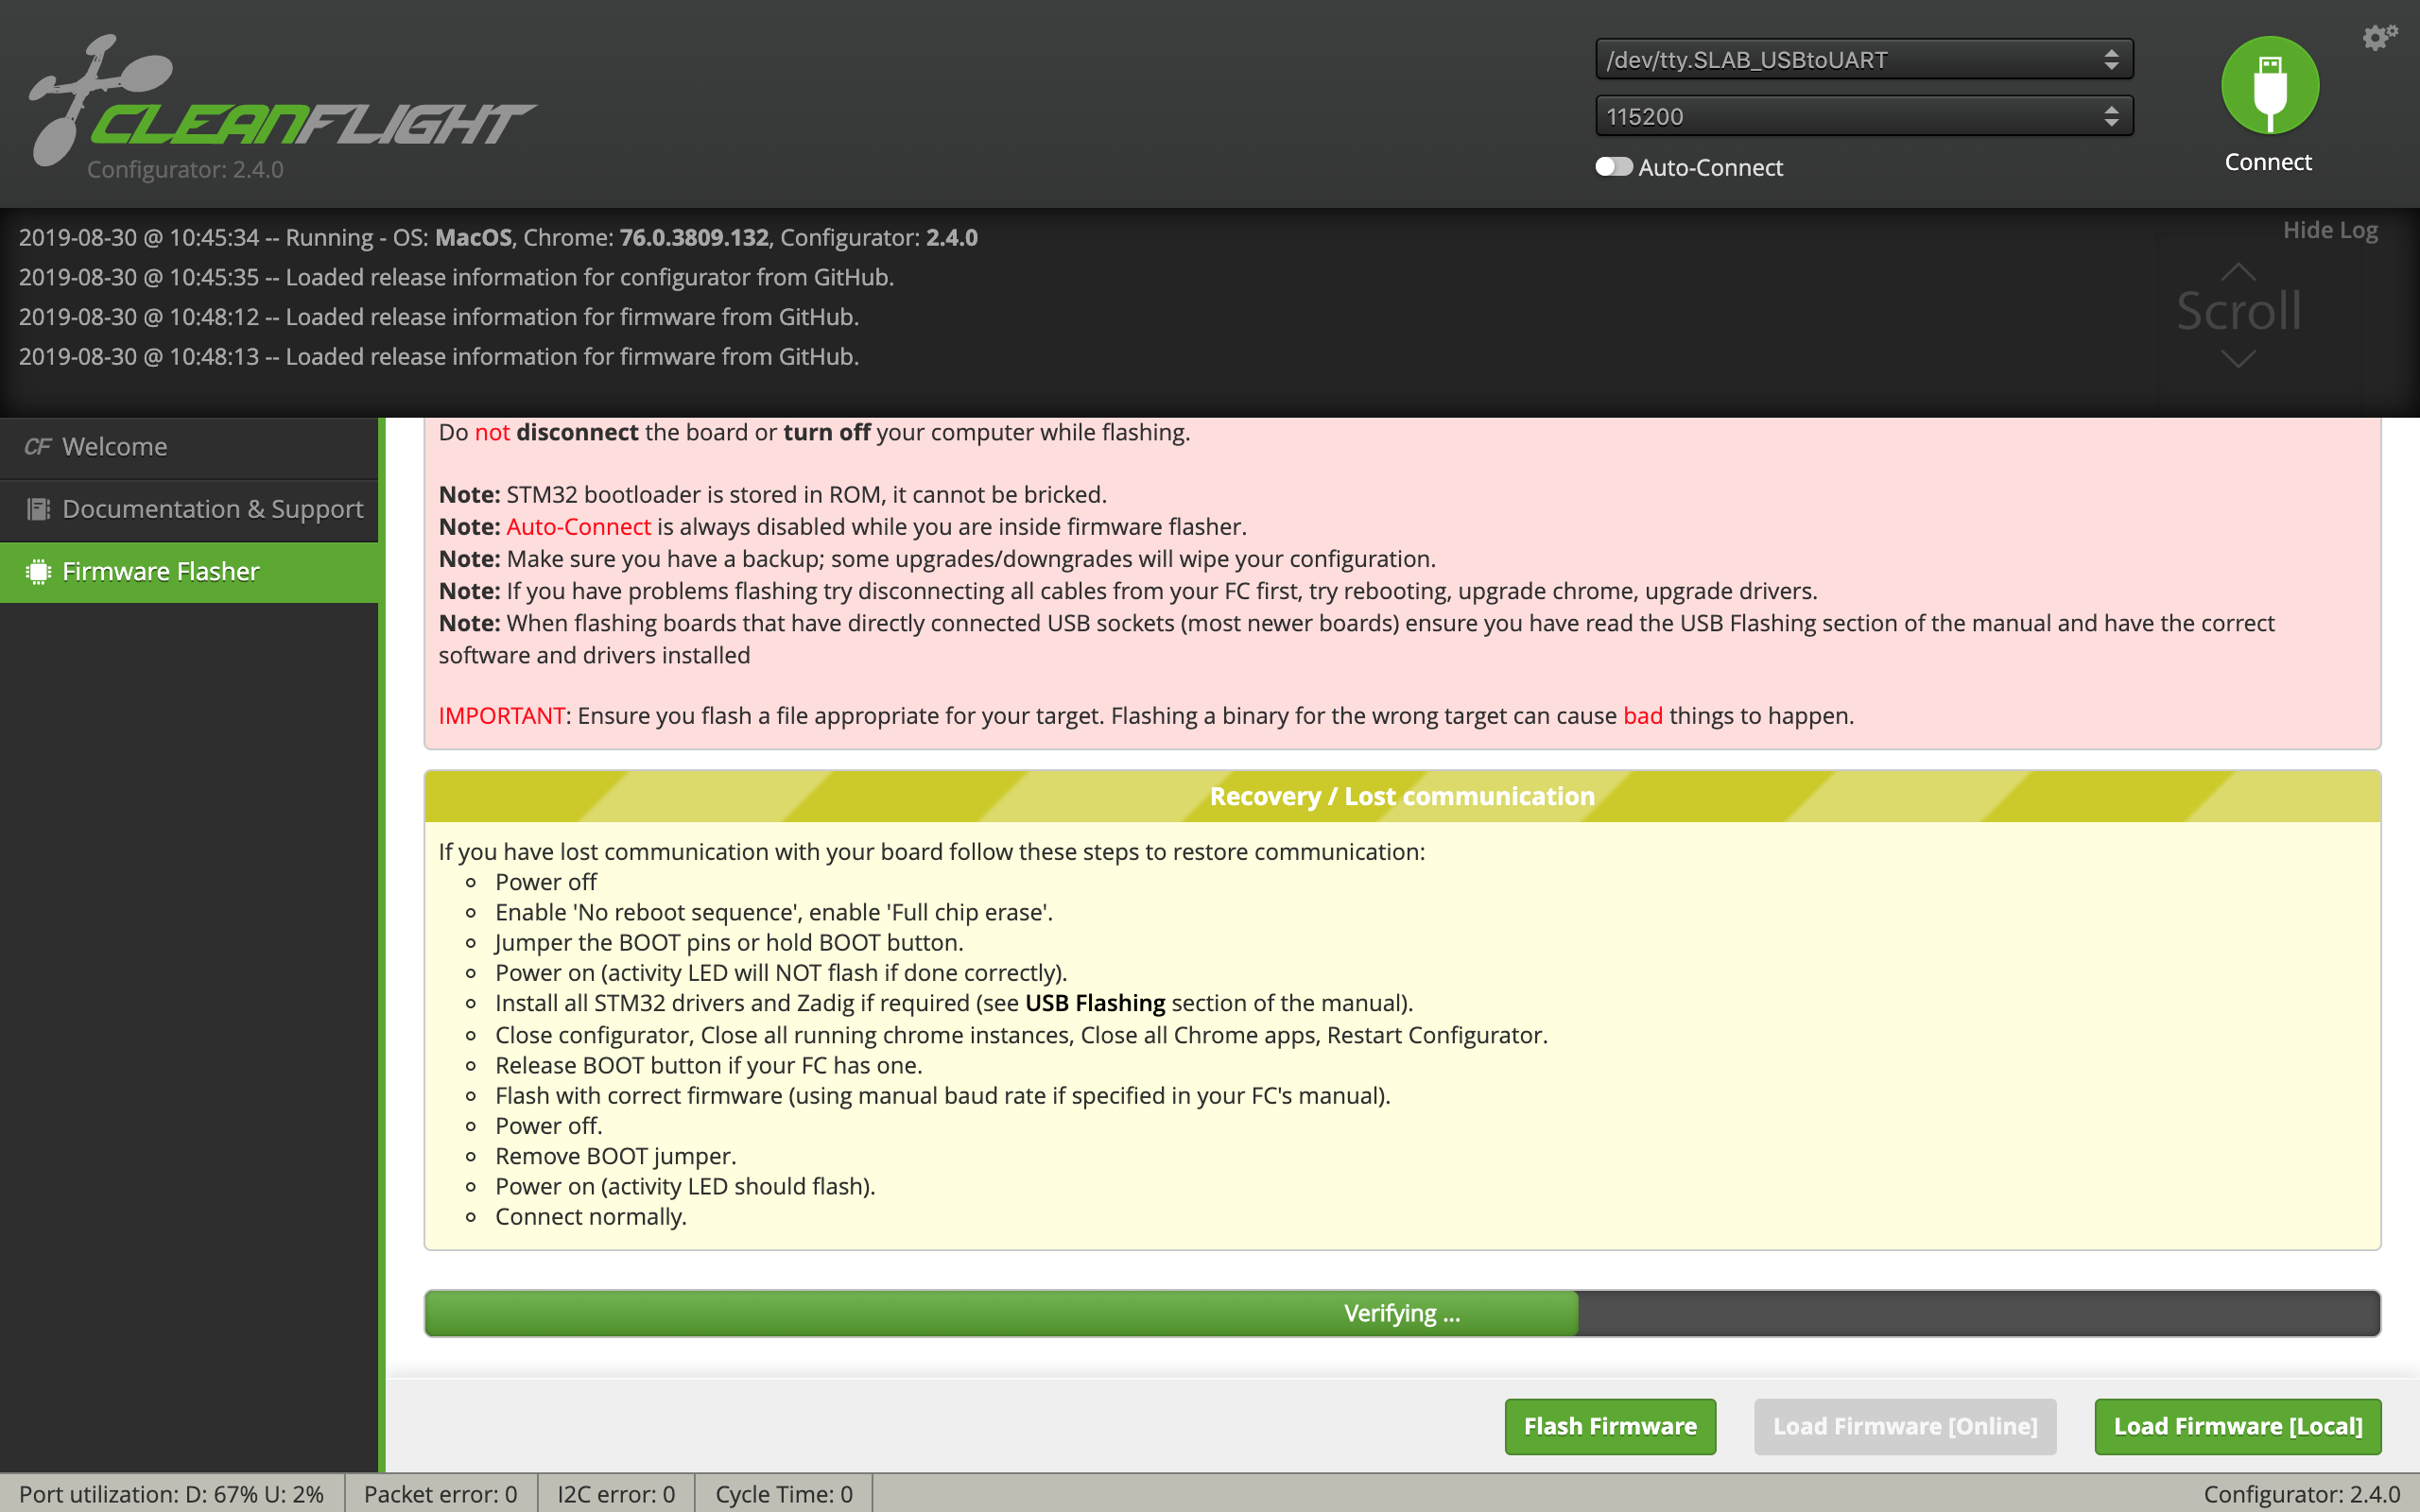 CLEANFLIGHT
Configurator: 2.4.0
/dev/tty.SLAB_USBtoUART
115200
Auto-Connect
Connect
2019-08-30 @ 10:45:34 -- Running - OS: MacOS, Chrome: 76.0.3809.132, Configurator: 2.4.0
2019-08-30 @ 10:45:35 -- Loaded release information for configurator from GitHub.
2019-08-30 @ 10:48:12 -- Loaded release information for firmware from GitHub.
2019-08-30 @ 10:48:13 -- Loaded release information for firmware from GitHub.
Hide Log
Scroll
CF Welcome
Documentation & Support
Firmware Flasher
Do not disconnect the board or turn off your computer while flashing.
Note: STM32 bootloader is stored in ROM, it cannot be bricked.
Note: Auto-Connect is always disabled while you are inside firmware flasher.
Note: Make sure you have a backup; some upgrades/downgrades will wipe your configuration.
Note: If you have problems flashing try disconnecting all cables from your FC first, try rebooting, upgrade chrome, upgrade drivers.
Note: When flashing boards that have directly connected USB sockets (most newer boards) ensure you have read the USB Flashing section of the manual and have the correct
software and drivers installed
IMPORTANT: Ensure you flash a file appropriate for your target. Flashing a binary for the wrong target can cause bad things to happen.
Recovery / Lost communication
If you have lost communication with your board follow these steps to restore communication:
Power off
Enable 'No reboot sequence', enable 'Full chip erase'.
Jumper the BOOT pins or hold BOOT button.
Power on (activity LED will NOT flash if done correctly).
Install all STM32 drivers and Zadig if required (see USB Flashing section of the manual).
Close configurator, Close all running chrome instances, Close all Chrome apps, Restart Configurator.
Release BOOT button if your FC has one.
Flash with correct firmware (using manual baud rate if specified in your FC's manual).
Power off.
Remove BOOT jumper.
Power on (activity LED should flash).
Connect normally.
Verifying ...
Flash Firmware
Load Firmware [Online]
Load Firmware [Local]
Port utilization: D: 67% U: 2%
Packet error: 0
I2C error: 0
Cycle Time: 0
Configurator: 2.4.0